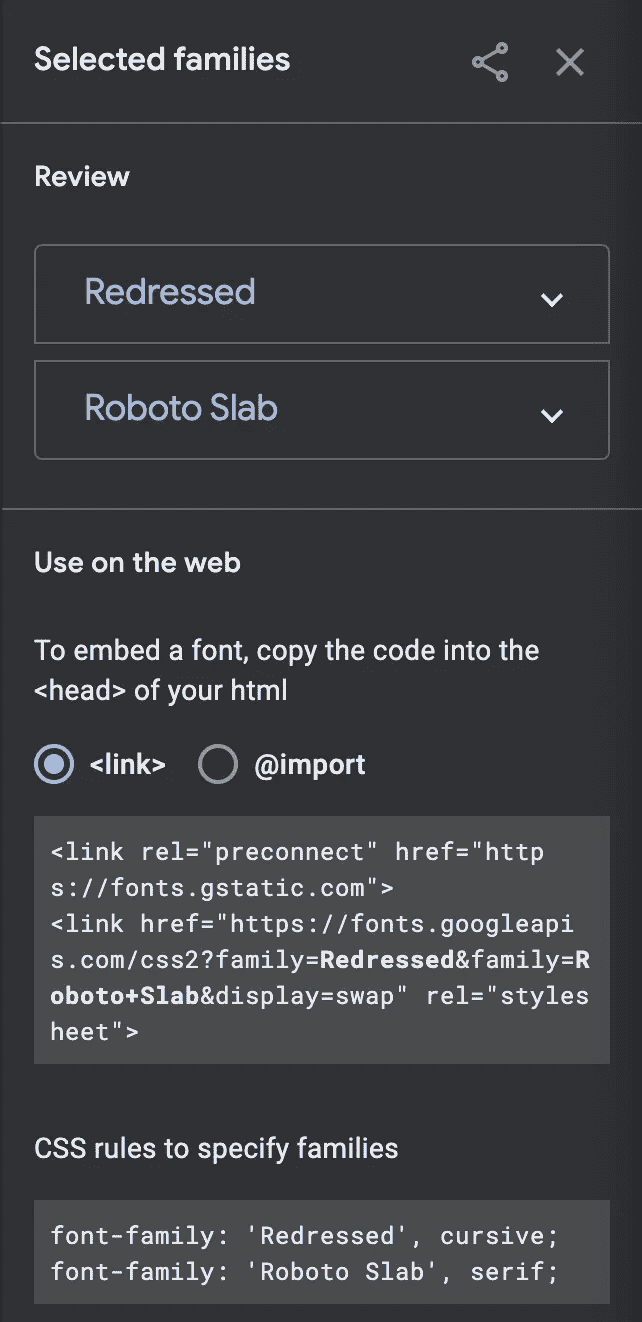 Selected families
Review
Redressed
Roboto Slab
Use on the web
To embed a font, copy the code into the
<head> of your html
<link> @import
<link rel="preconnect" href="http
s://fonts.gstatic.com">
<link href="https://fonts.googleapi
s.com/css2?family=Redressed&family=R
oboto+Slab&display=swap" rel="styles
heet">
CSS rules to specify families
font-family: 'Redressed', cursive;
font-family: 'Roboto Slab', serif;